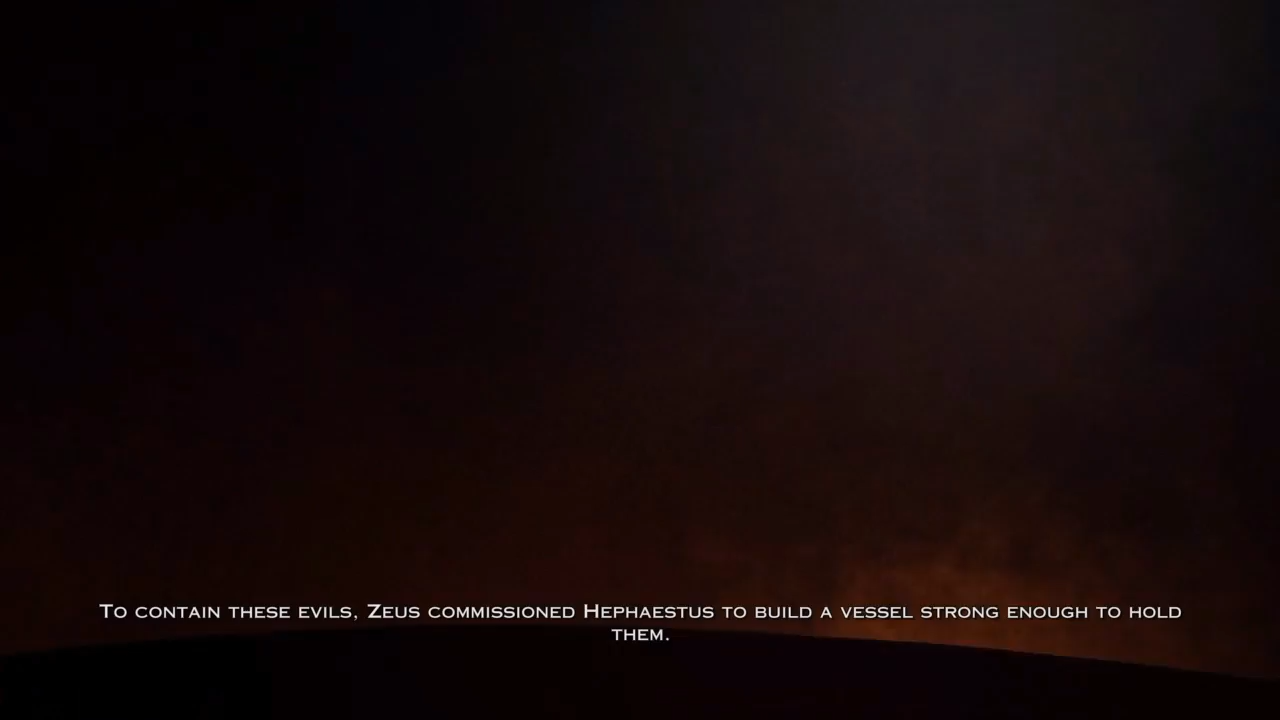 To contain these evils, Zeus commissioned Hephaestus to build a vessel strong enough to hold
them.